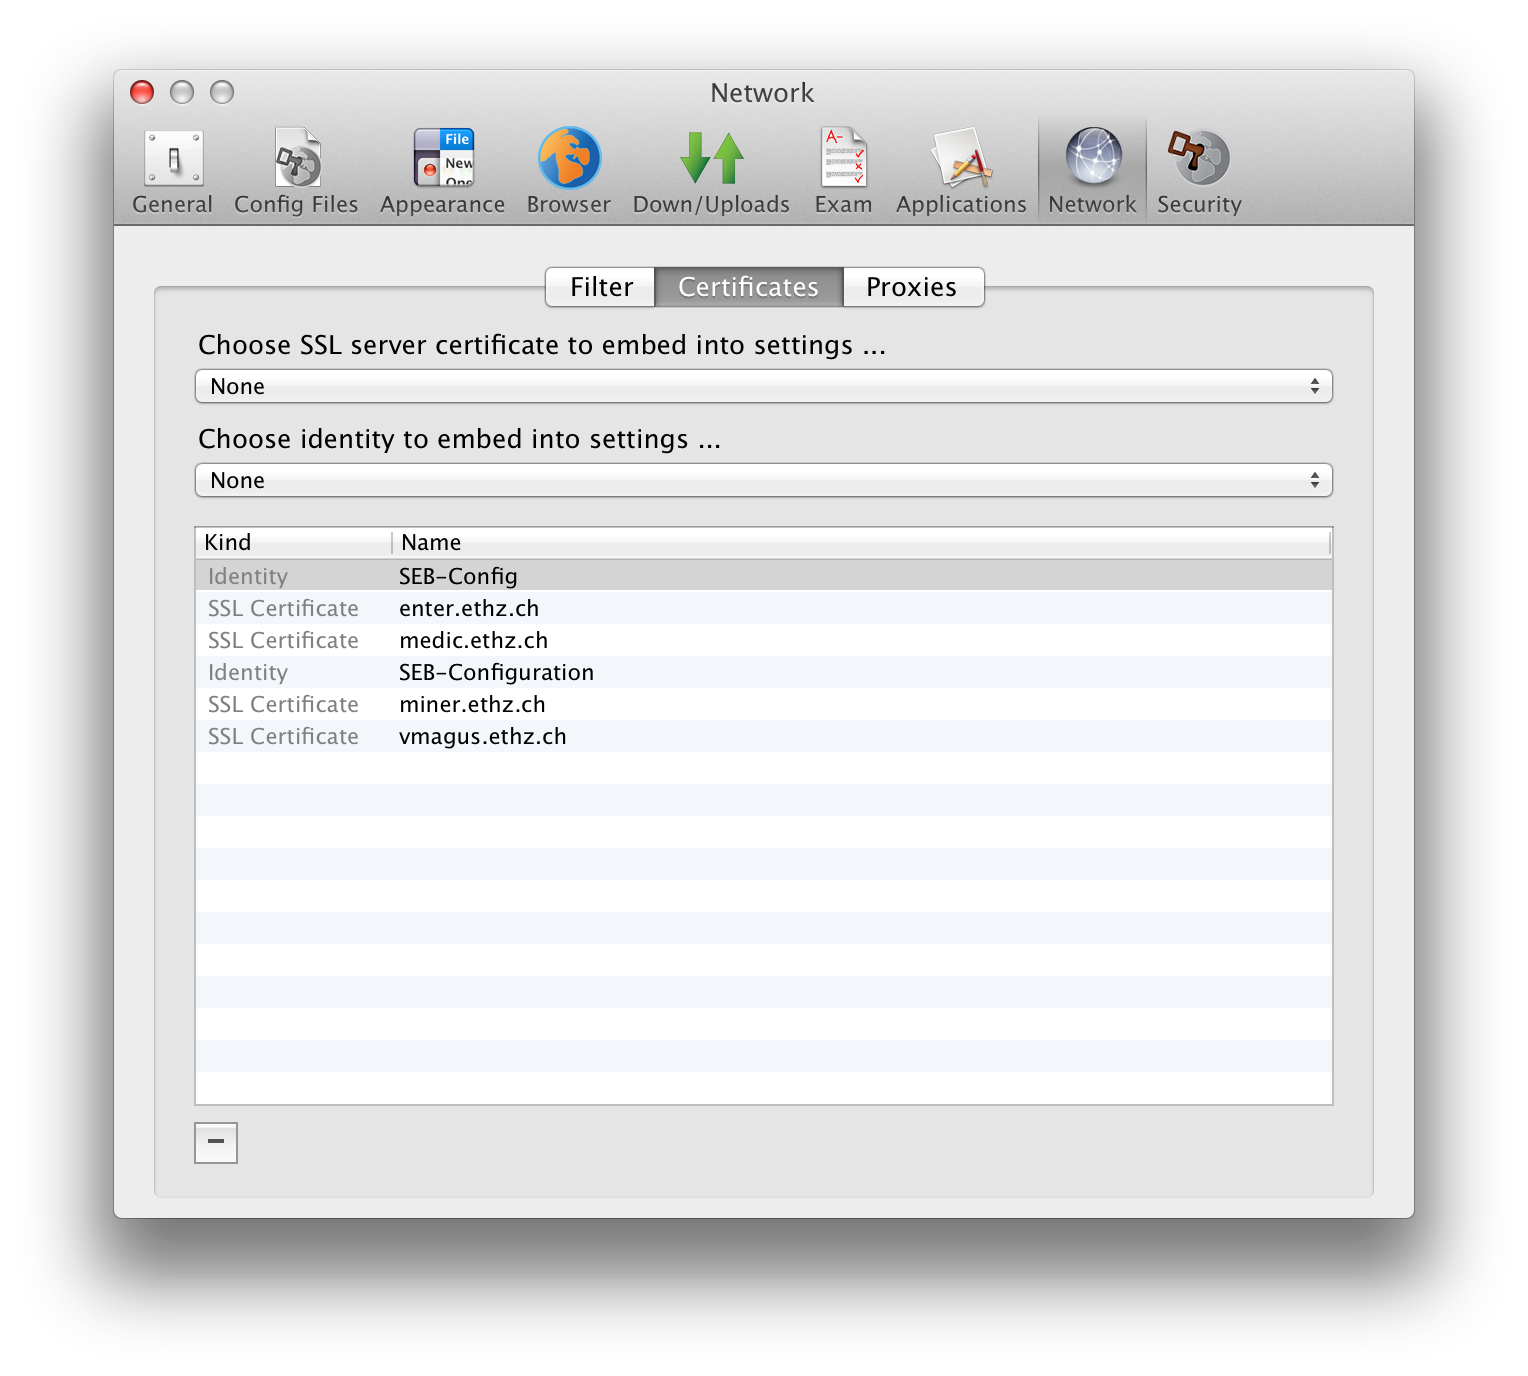 Network
File
New
General Config Files Appearance Browser Down/Uploads Exam Applications Network Security
A-
Filter Certificates Proxies
Choose SSL server certificate to embed into settings ...
None
Choose identity to embed into settings ...
None
Kind Name
Identity SEB-Config
SSL Certificate enter.ethz.ch
SSL Certificate medic.ethz.ch
Identity SEB-Configuration
SSL Certificate miner.ethz.ch
SSL Certificate vmagus.ethz.ch